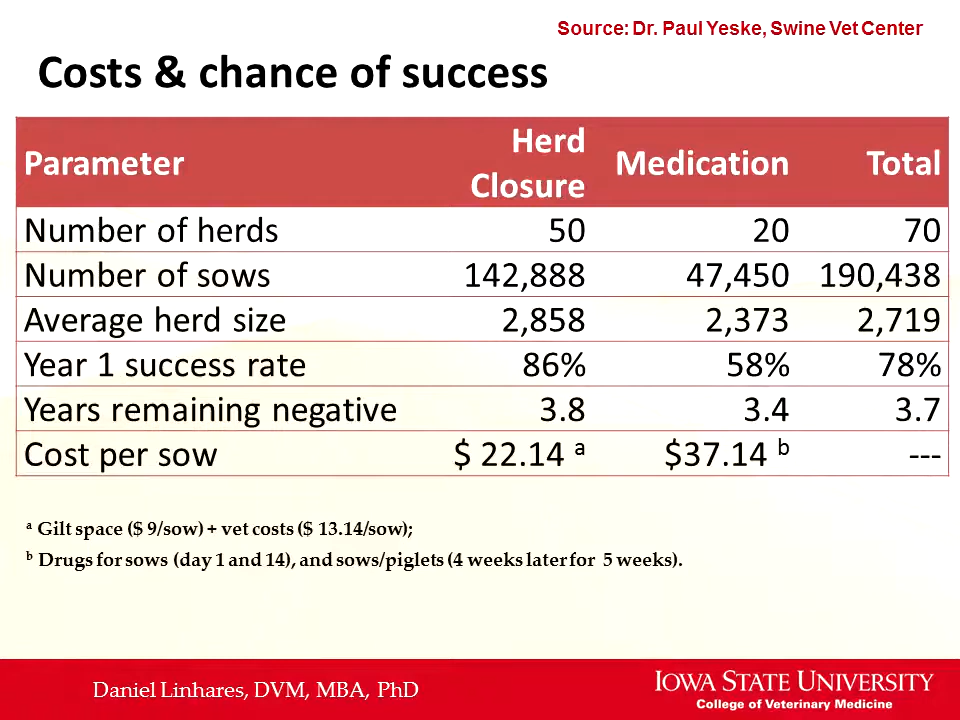 Source: Dr. Paul Yeske, Swine Vet Center
Costs & chance of success
Parameter Herd Closure Medication Total
Number of herds 50 20 70
Number of sows 142,888 47,450 190,438
Average herd size 2,858 2,373 2,719
Year 1 success rate 86% 58% 78%
Years remaining negative 3.8 3.4 3.7
Cost per sow $ 22.14 a $37.14 b ---
a Gilt space ($ 9/sow) + vet costs ($ 13.14/sow);
b Drugs for sows (day 1 and 14), and sows/piglets (4 weeks later for 5 weeks).
Daniel Linhares, DVM, MBA, PhD
IOWA STATE UNIVERSITY
College of Veterinary Medicine